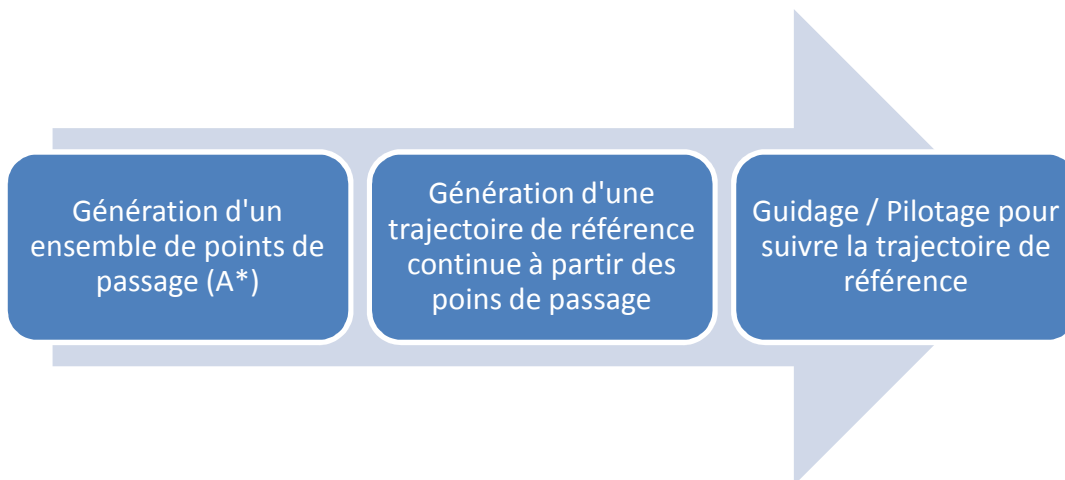 Génération d'un
ensemble de points de
passage (A*)
Génération d'une
trajectoire de référence
continue à partir des
poins de passage
Guidage / Pilotage pour
suivre la trajectoire de
référence